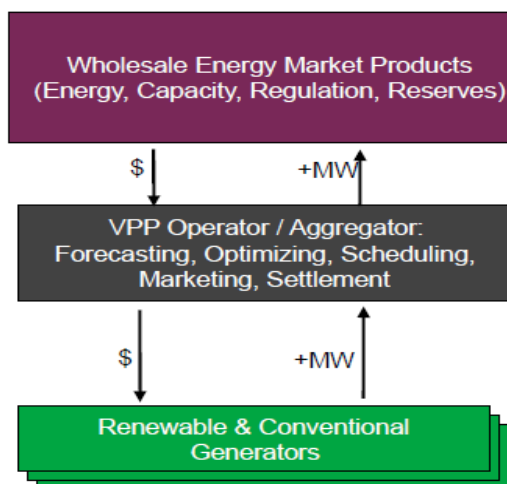 Wholesale Energy Market Products
(Energy, Capacity, Regulation, Reserves)
$
+MW
VPP Operator / Aggregator:
Forecasting, Optimizing, Scheduling,
Marketing, Settlement
$
+MW
Renewable & Conventional
Generators